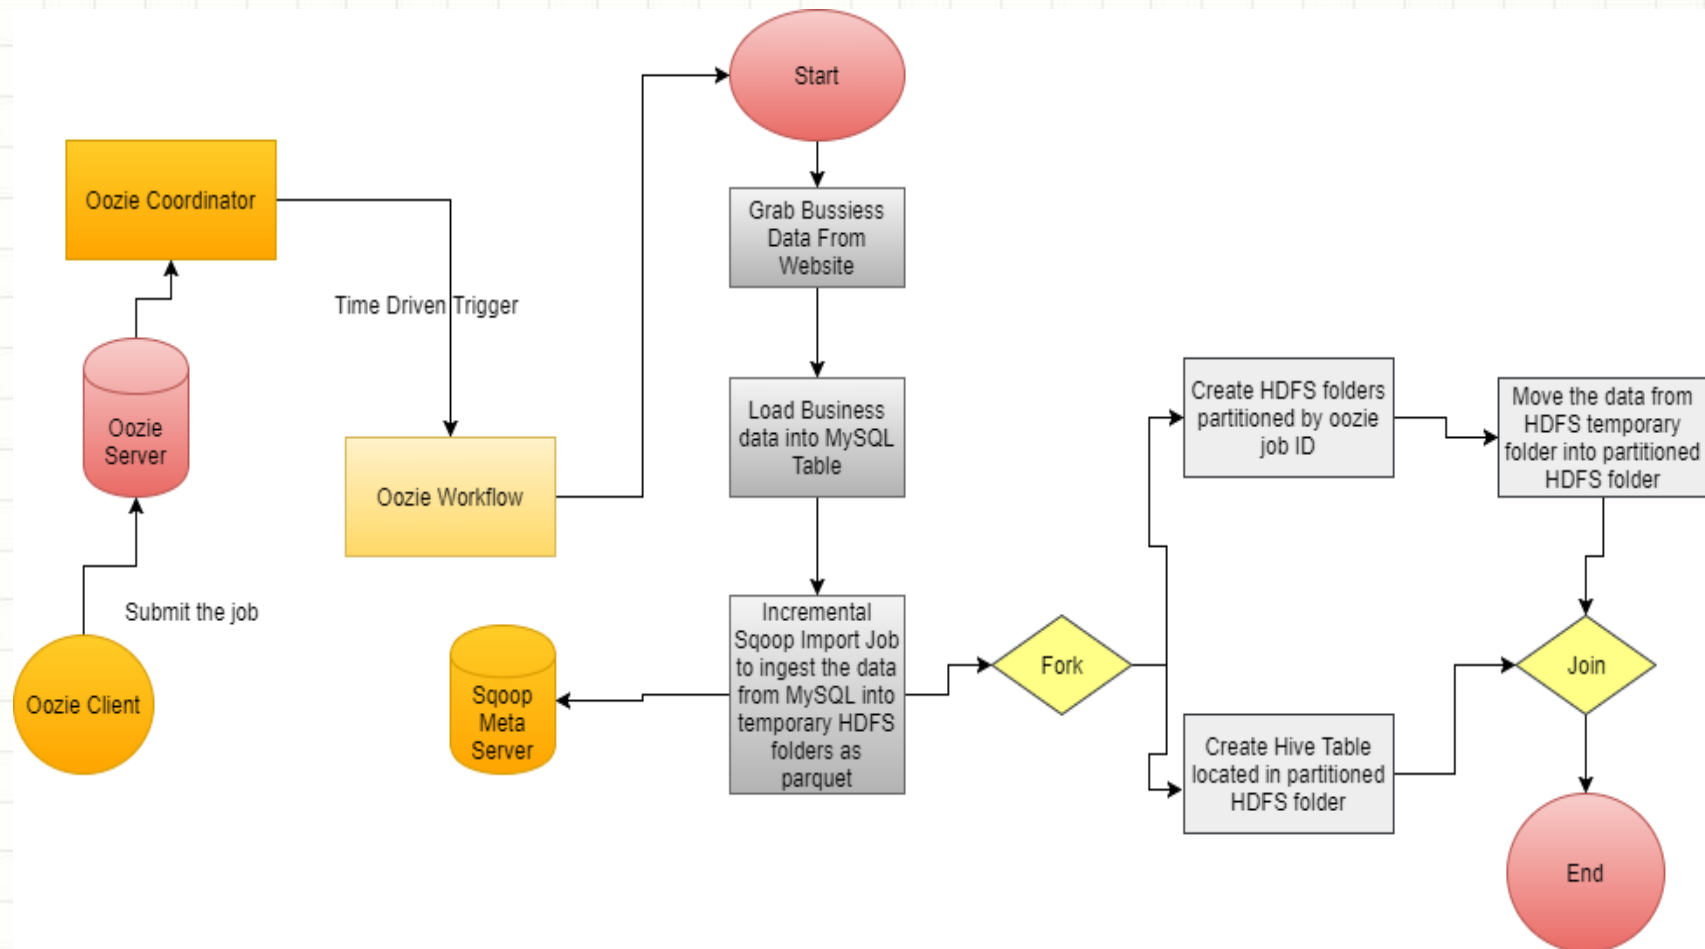 Start
Oozie Coordinator
Grab Bussiess
Data From
Website
Time Driven Trigger
Oozie
Server
Load Business
data into MySQL
Table
Create HDFS folders
partitioned by oozie
job ID
Move the data from
HDFS temporary
folder into partitioned
HDFS folder
Oozie Workflow
Submit the job
Oozie Client
Sqoop
Meta
Server
Incremental
Sqoop Import Job
to ingest the data
from MySQL into
temporary HDFS
folders as
parquet
Fork
Join
Create Hive Table
located in partitioned
HDFS folder
End